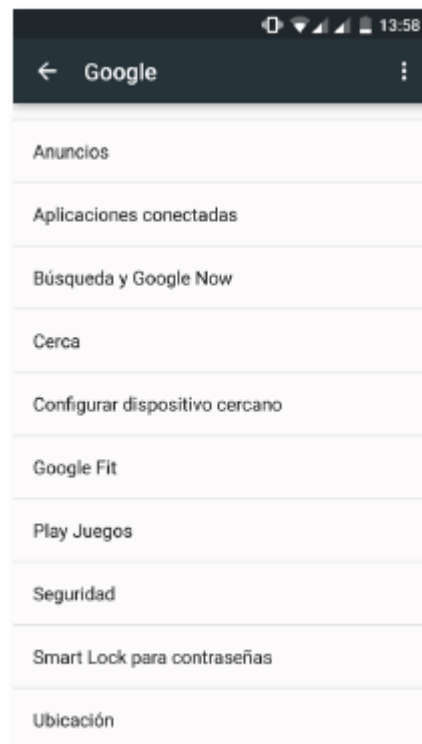 13:58
Google
Anuncios
Aplicaciones conectadas
Búsqueda y Google Now
Cerca
Configurar dispositivo cercano
Google Fit
Play Juegos
Seguridad
Smart Lock para contraseñas
Ubicación